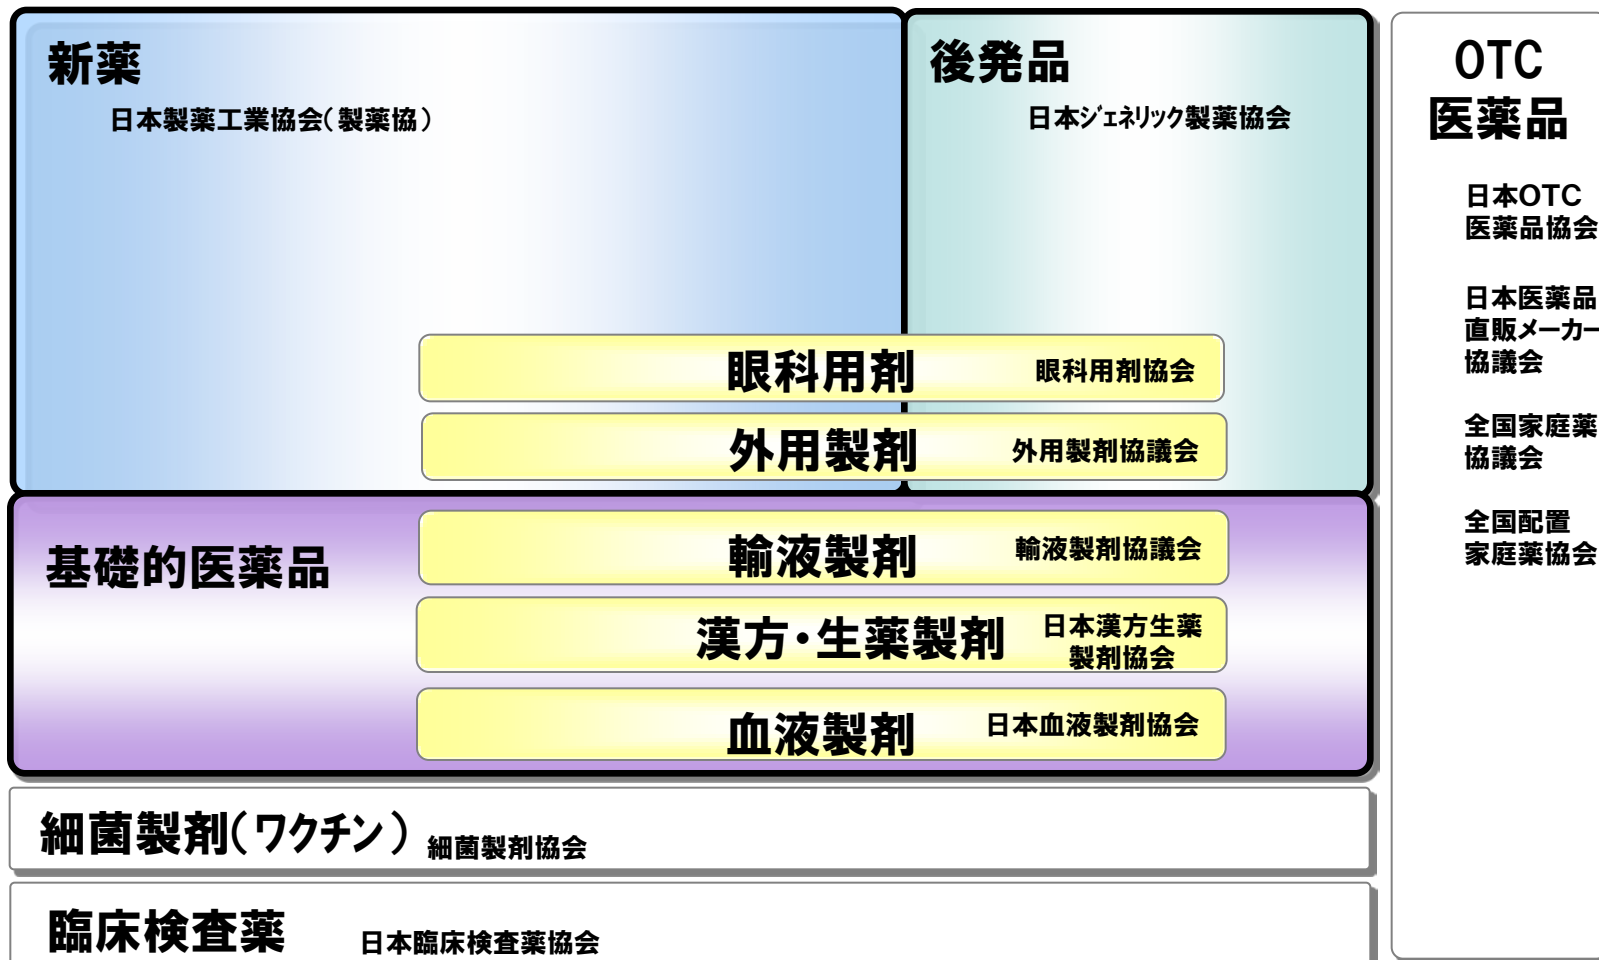 新薬
日本製薬工業協会(製薬協)
後発品
日本ジェネリック製薬協会
眼科用剤
眼科用剤協会
外用製剤
外用製剤協議会
基礎的医薬品
輸液製剤
輸液製剤協議会
漢方・生薬製剤
日本漢方生薬
製剤協会
血液製剤
日本血液製剤協会
細菌製剤(ワクチン)
細菌製剤協会
臨床検査薬
日本臨床検査薬協会
OTC
医薬品
日本OTC
医薬品協会
日本医薬品
直販メーカー
協議会
全国家庭薬
協議会
全国配置
家庭薬協会